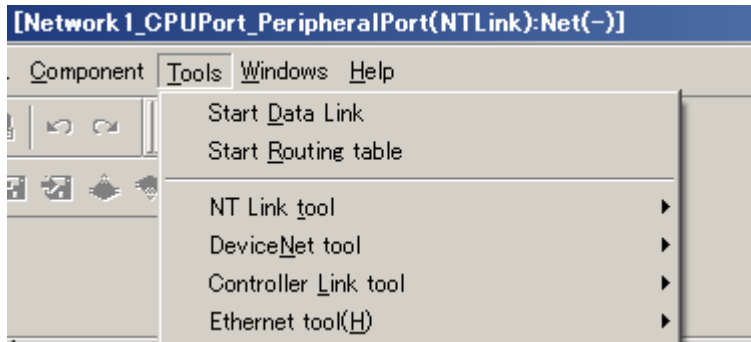 [Network1_CPUPort_PeripheralPort(NTLink):Net(-)]
Component Tools Windows Help
Start Data Link
Start Routing table
NT Link tool
DeviceNet tool
Controller Link tool
Ethernet tool(H)